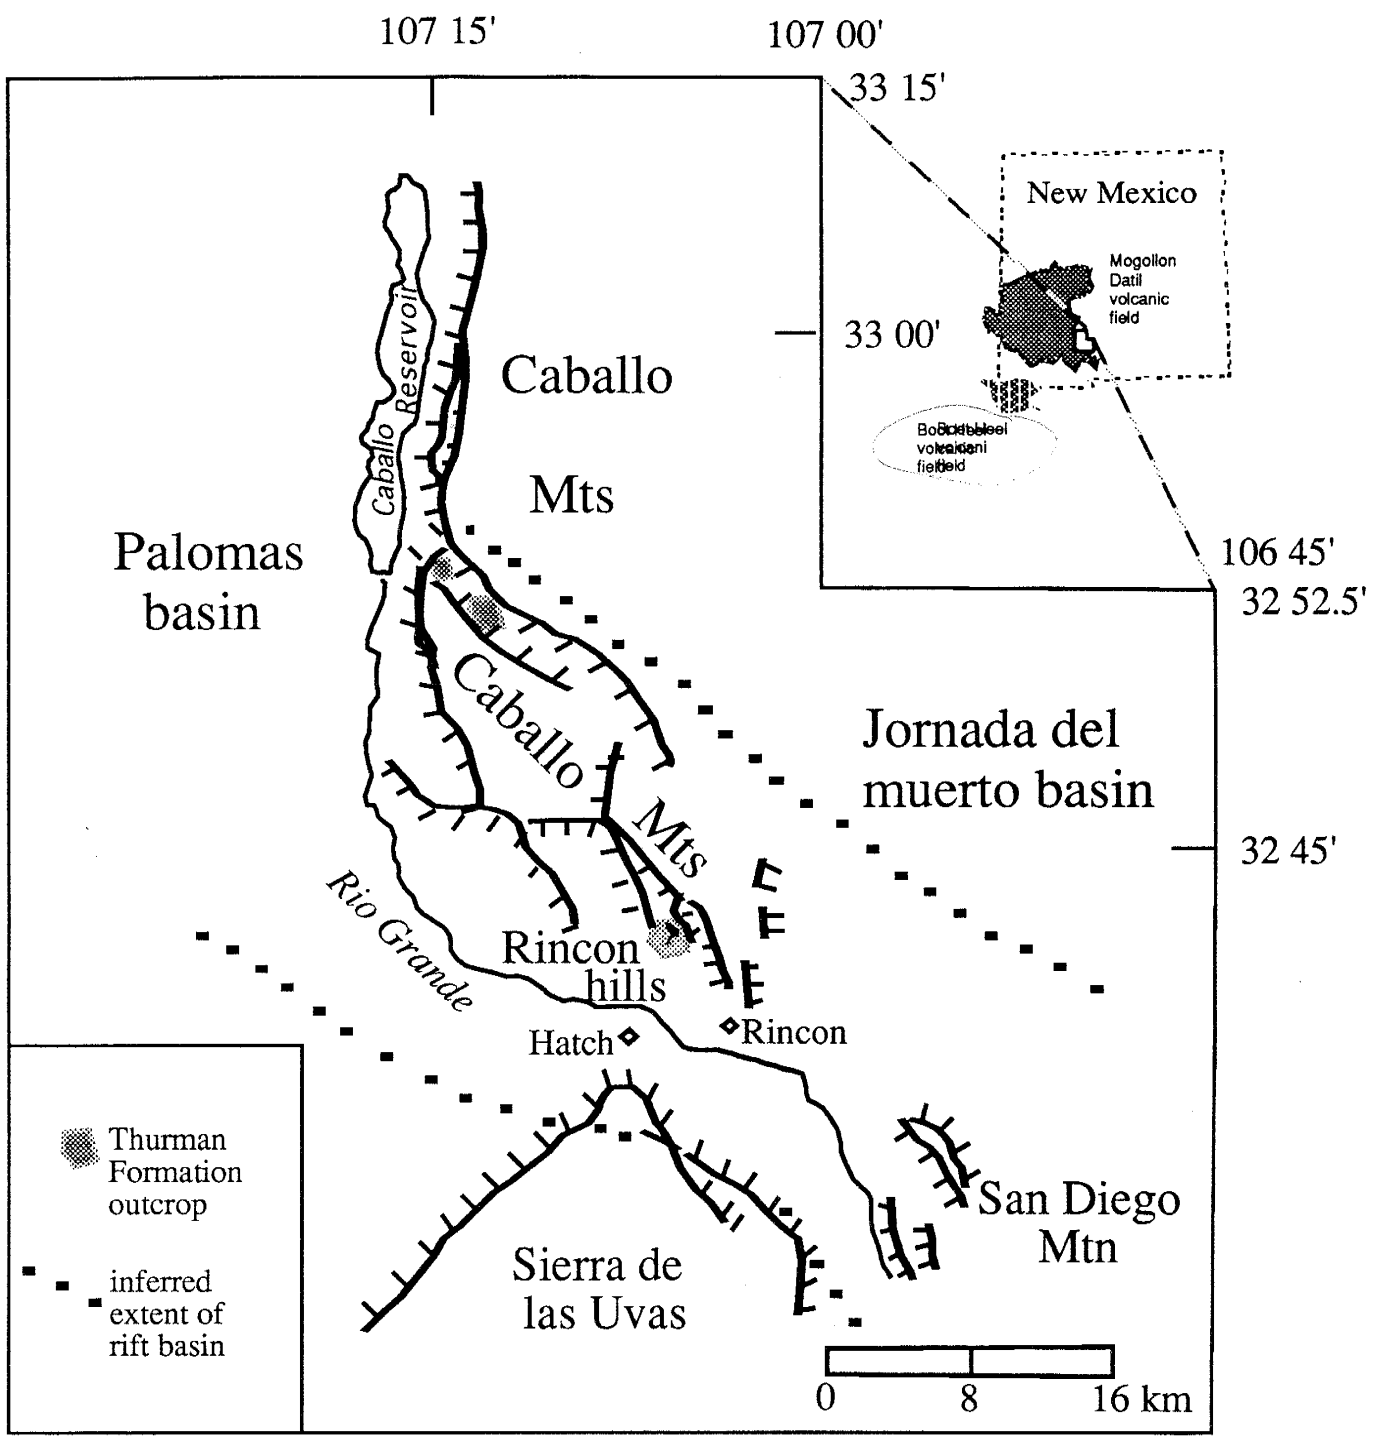 107 15'
107 00'
33 15'
New Mexico
Mogollon
Datil
volcanic
field
33 00'
Caballo
Mts
Caballo Reservoir
Palomas
basin
106 45'
32 52.5'
Caballo
Mts
Jornada del
muerto basin
32 45'
Rio Grande
Rincon
hills
Hatch
Rincon
San Diego
Mtn
Sierra de
las Uvas
Thurman
Formation
outcrop
inferred
extent of
rift basin
0 8 16 km